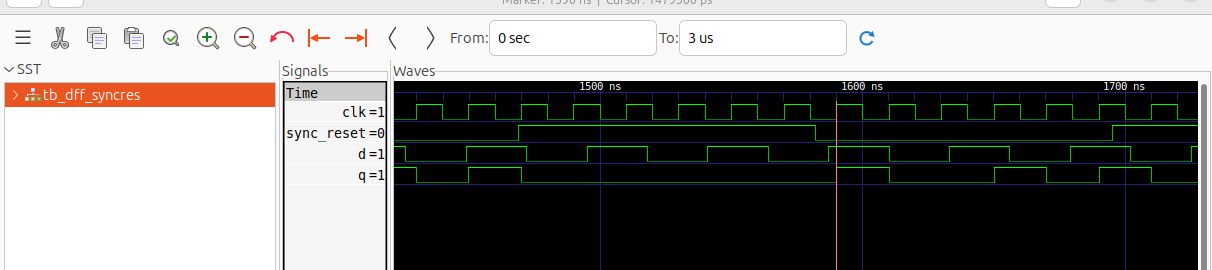 Marker: 1590 ns | Cursor: 1479500 ps
From: 0 sec To: 3 us
SST
tb_dff_syncres
Signals
Waves
Time
clk=1
sync_reset=0
d=1
q=1
1500 ns 1600 ns 1700 ns